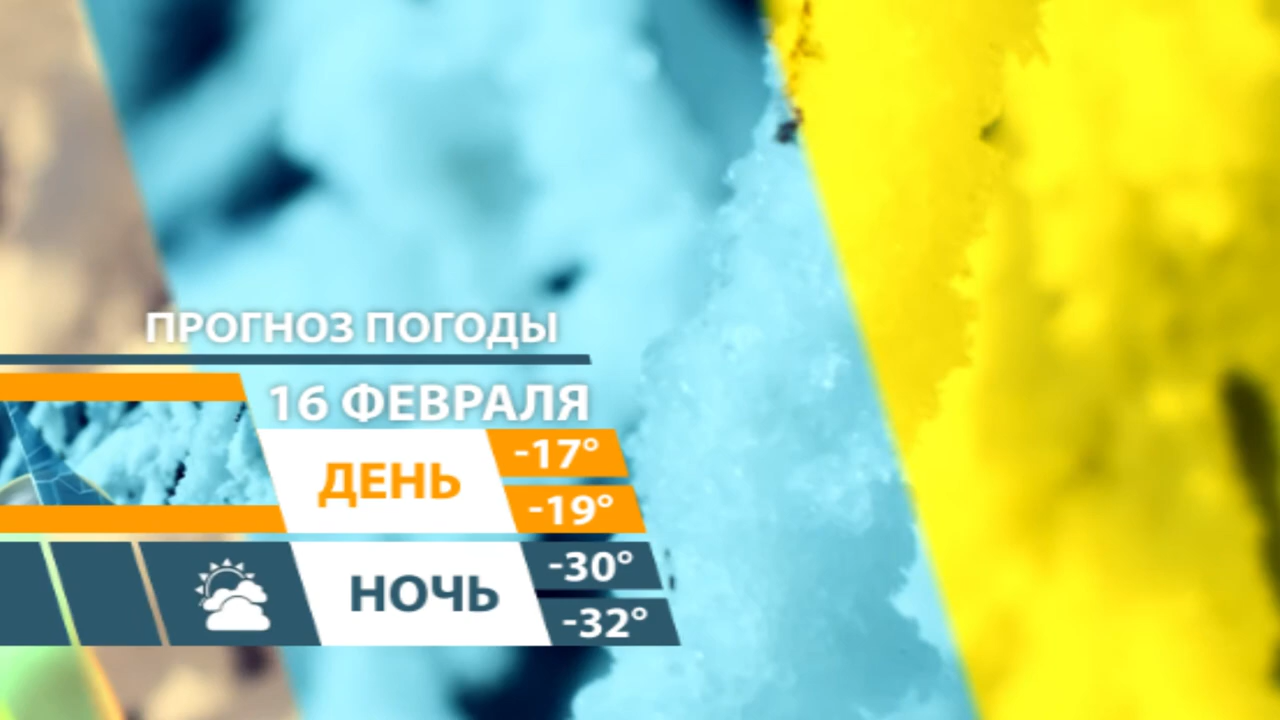 ПРОГНОЗ ПОГОДЫ
16 ФЕВРАЛЯ
ДЕНЬ
-17°
-19°
НОЧЬ
-30°
-32°